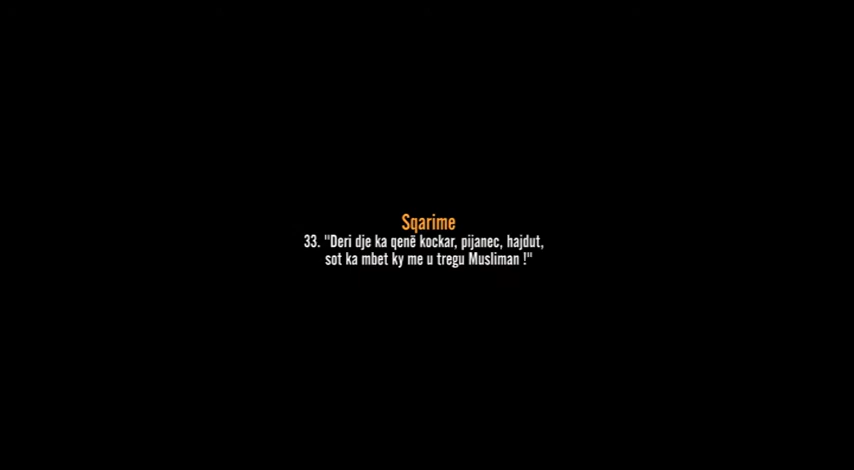 Sqarime
33. "Deri dje ka qenë kockar, pijanec, hajdut,
sot ka mbet ky me u tregu Musliman !"